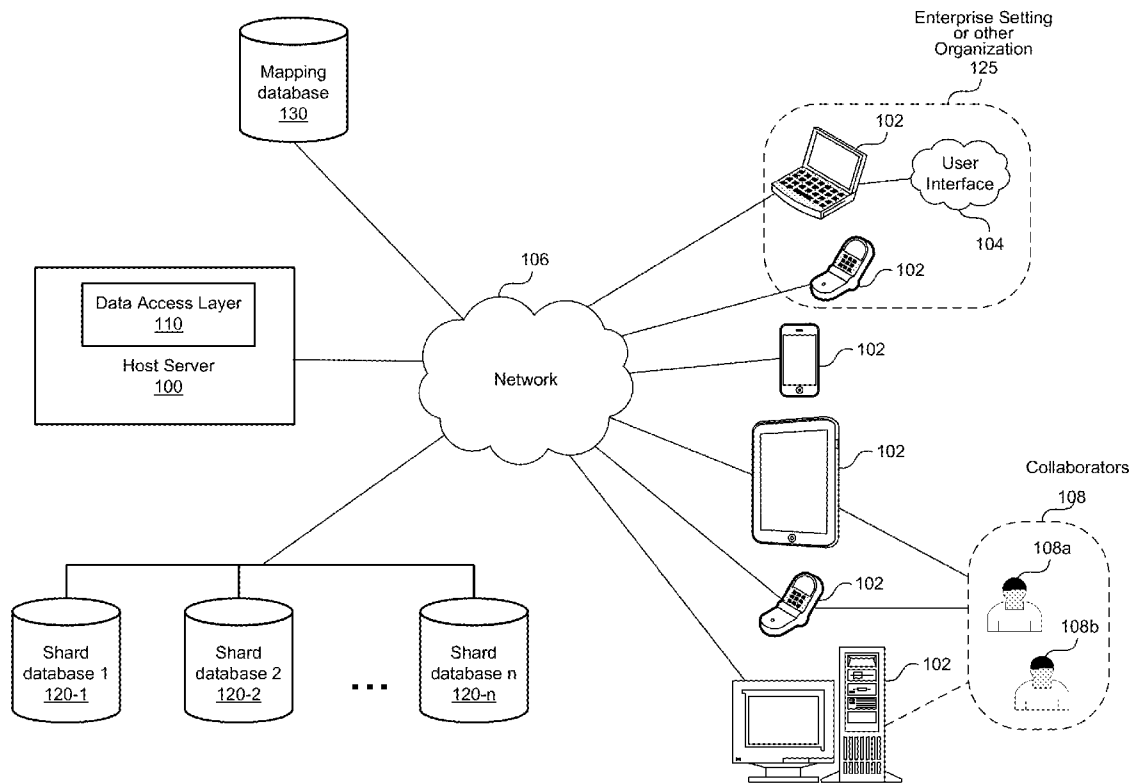 Enterprise Setting
or other
Organization
125
Mapping
database
130
102
User
Interface
104
102
106
Data Access Layer
110
Host Server
100
Network
102
102
Collaborators
108
108a
102
108b
102
Shard
database 1
120-1
Shard
database 2
120-2
...
Shard
database n
120-n